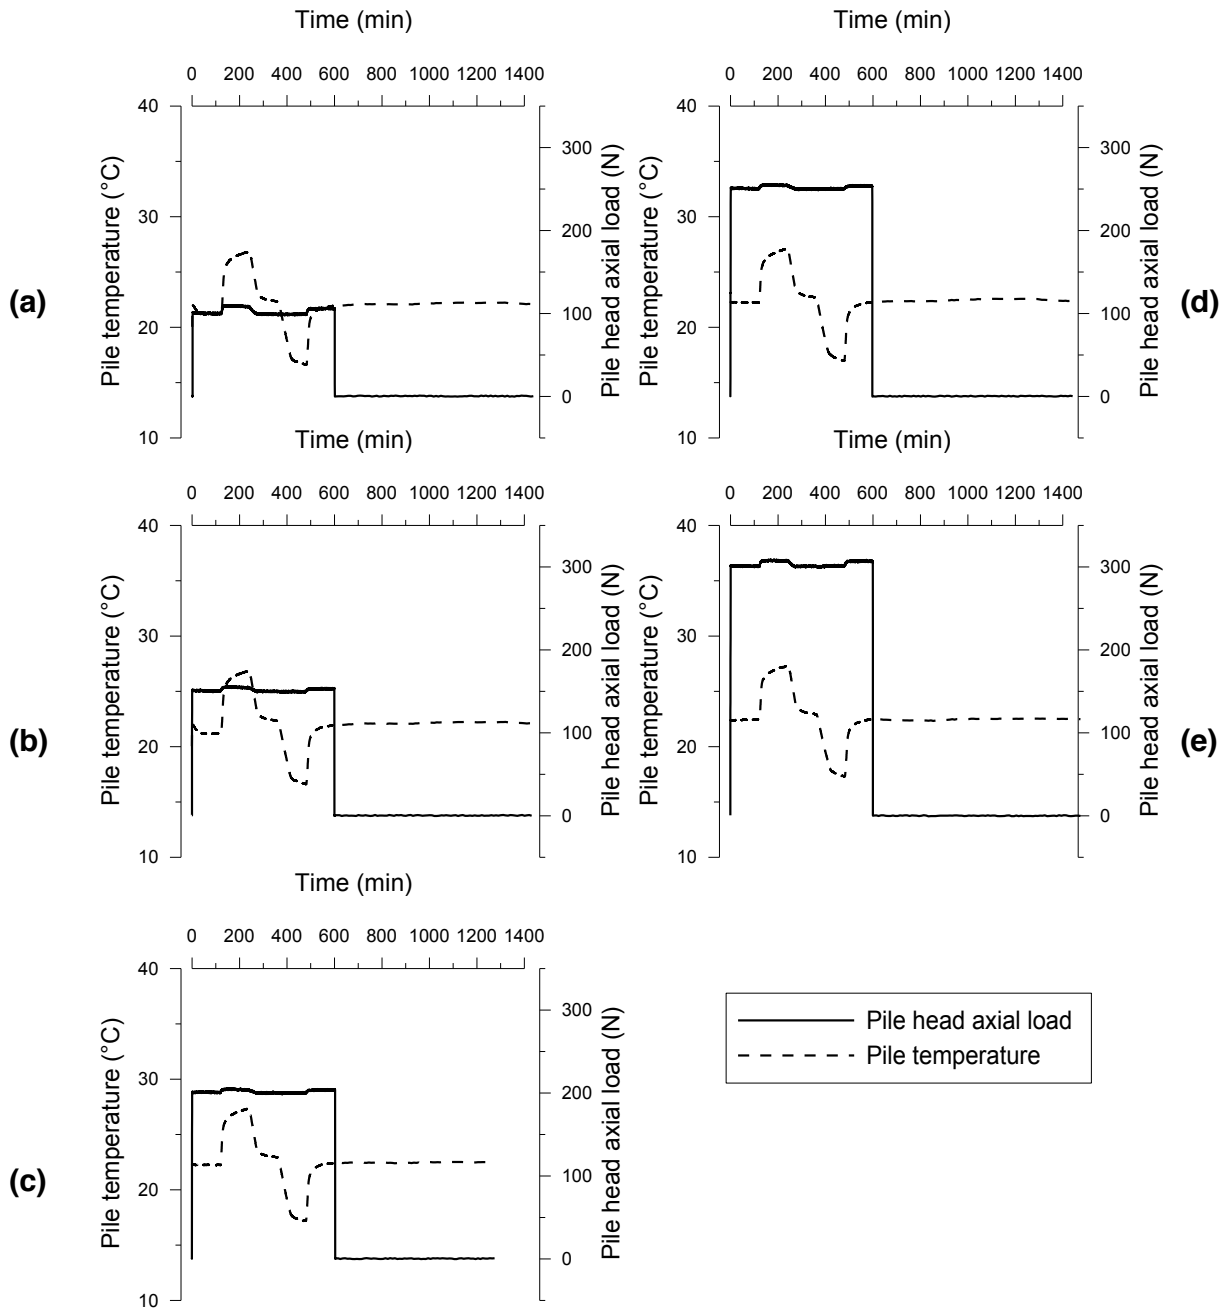 Time (min)
0 200 400 600 800 1000 1200 1400
40
30
20
10
Pile temperature (°C)
300
200
100
0
Pile head axial load (N)
(a)
Time (min)
0 200 400 600 800 1000 1200 1400
40
30
20
10
Pile temperature (°C)
300
200
100
0
Pile head axial load (N)
(d)
Time (min)
0 200 400 600 800 1000 1200 1400
40
30
20
10
Pile temperature (°C)
300
200
100
0
Pile head axial load (N)
(b)
Time (min)
0 200 400 600 800 1000 1200 1400
40
30
20
10
Pile temperature (°C)
300
200
100
0
Pile head axial load (N)
(e)
Time (min)
0 200 400 600 800 1000 1200 1400
40
30
20
10
Pile temperature (°C)
300
200
100
0
Pile head axial load (N)
(c)
Pile head axial load
Pile temperature